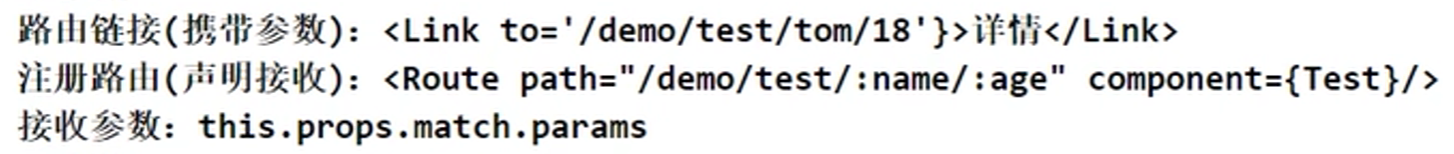 路由链接(携带参数)：<Link to='/demo/test/tom/18'}>详情</Link>
注册路由(声明接收)：<Route path="/demo/test/:name/:age" component={Test}/>
接收参数：this.props.match.params